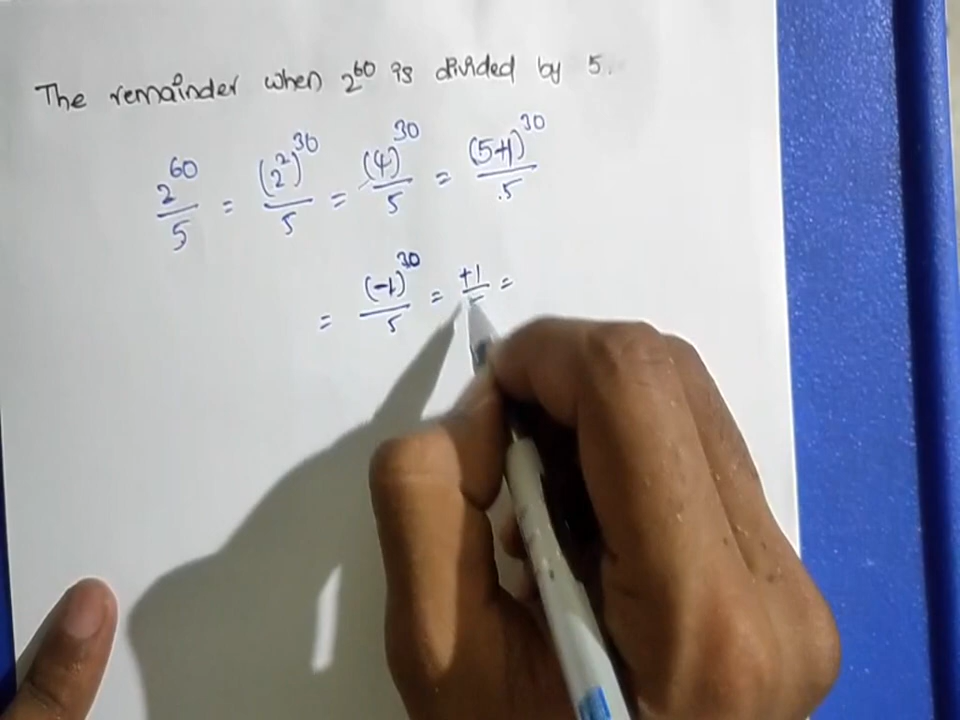 The remainder when 2^60 is divided by 5.
2^60/5 = (2^2)^30/5 = (4)^30/5 = (5-1)^30/5
= (-1)^30/5 = +1/5 =